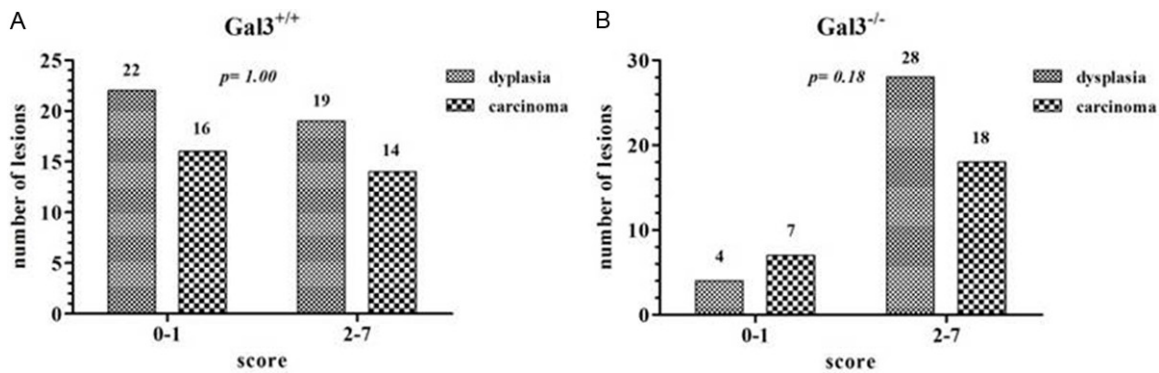 A
Gal3+/+
25
20
15
10
5
0
number of lesions
22
16
19
14
p= 1.00
dyplasia
carcinoma
0-1
2-7
score
B
Gal3-/-
30
20
10
0
number of lesions
4
7
28
18
p= 0.18
dysplasia
carcinoma
0-1
2-7
score